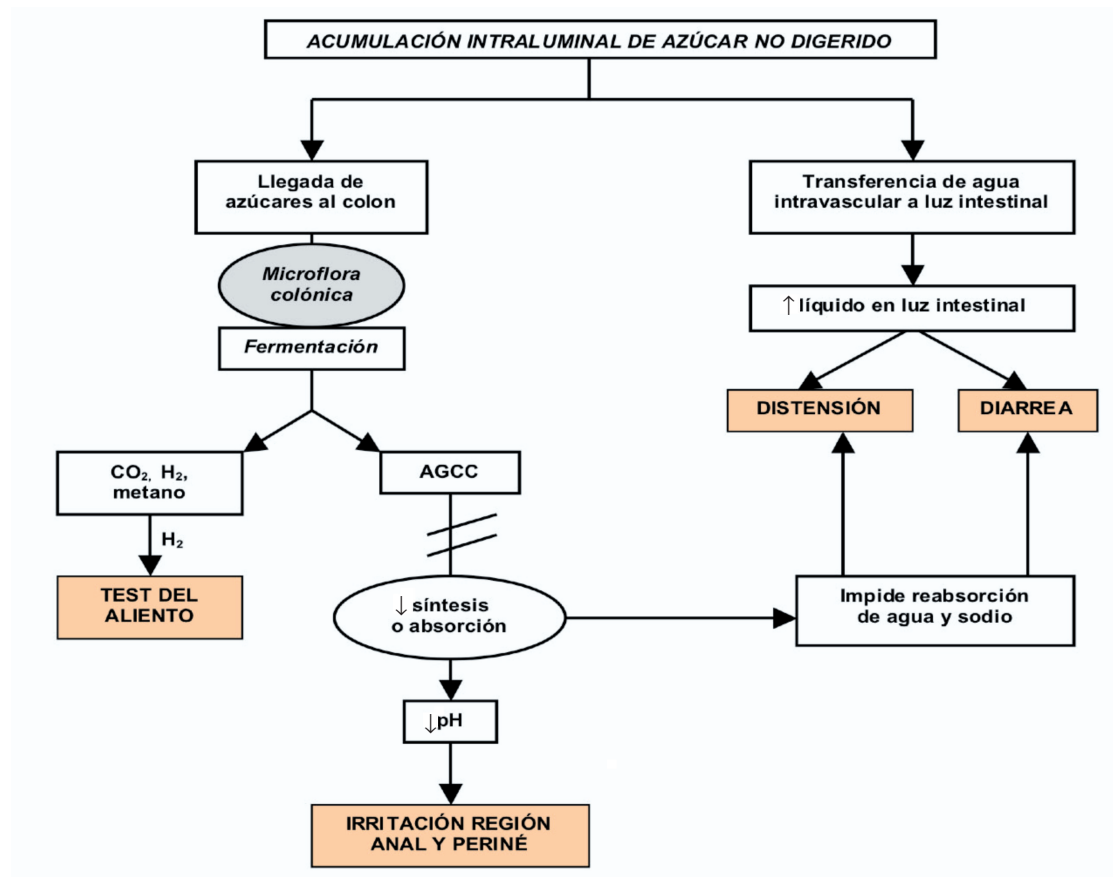 ACUMULACIÓN INTRALUMINAL DE AZÚCAR NO DIGERIDO
Llegada de
azúcares al colon
Transferencia de agua
intravascular a luz intestinal
Microflora
colónica
Fermentación
↑ líquido en luz intestinal
DISTENSIÓN
DIARREA
CO₂, H₂,
metano
AGCC
H₂
TEST DEL
ALIENTO
↓ síntesis
o absorción
Impide reabsorción
de agua y sodio
↓pH
IRRITACIÓN REGIÓN
ANAL Y PERINÉ